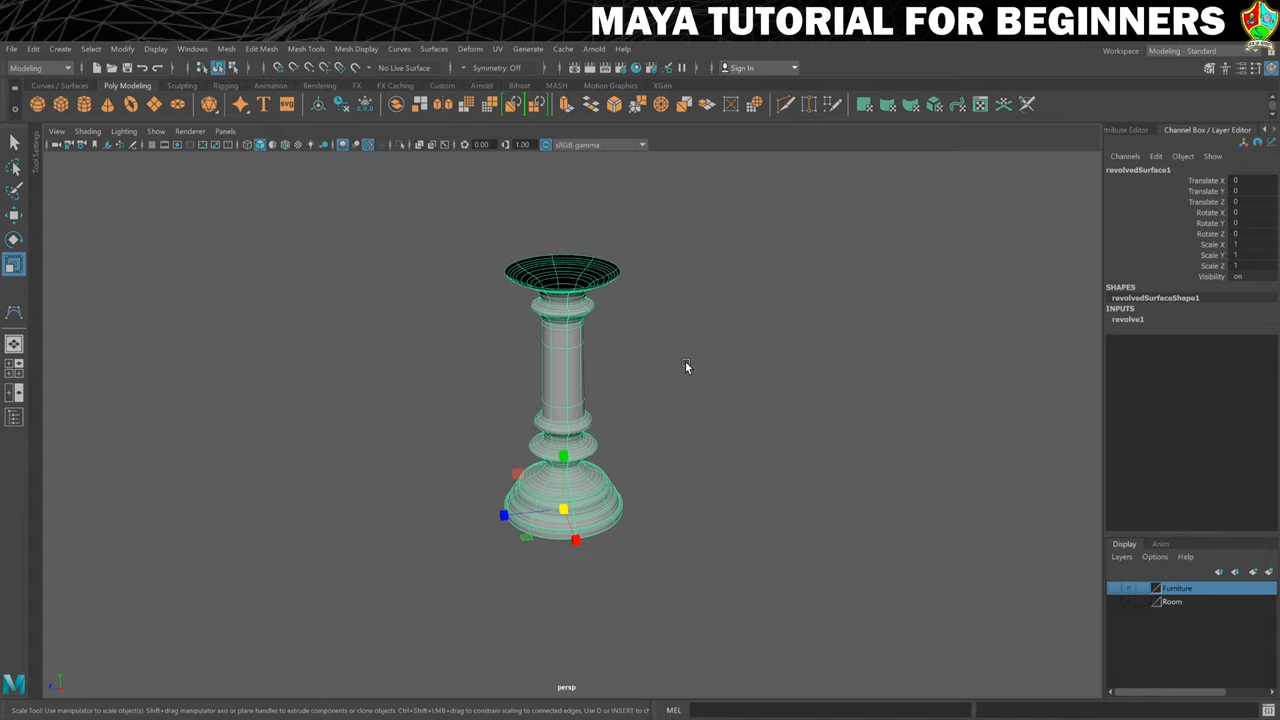 MAYA TUTORIAL FOR BEGINNERS
File Edit Create Select Modify Display Windows Mesh Edit Mesh Mesh Tools Mesh Display Curves Surfaces Deform UV Generate Cache Arnold Help
Workspace : Modeling - Standard
Modeling No Live Surface Symmetry: Off Sign In
Curves / Surfaces Poly Modeling Sculpting Rigging Animation Rendering FX FX Caching Custom Arnold Bifrost MASH Motion Graphics XGen
View Shading Lighting Show Renderer Panels
ttribute Editor Channel Box / Layer Editor
0.00 1.00 sRGB gamma
Tool Settings
Channels Edit Object Show
revolvedSurface1
Translate X 0
Translate Y 0
Translate Z 0
Rotate X 0
Rotate Y 0
Rotate Z 0
Scale X 1
Scale Y 1
Scale Z 1
Visibility on
SHAPES
revolvedSurfaceShape1
INPUTS
revolve1
Display Anim
Layers Options Help
Furniture
Room
persp
Scale Tool: Use manipulator to scale object(s). Shift+drag manipulator axis or plane handles to extrude components or clone objects. Ctrl+Shift+LMB+drag to constrain scaling to connected edges. Use D or INSERT to ch
MEL